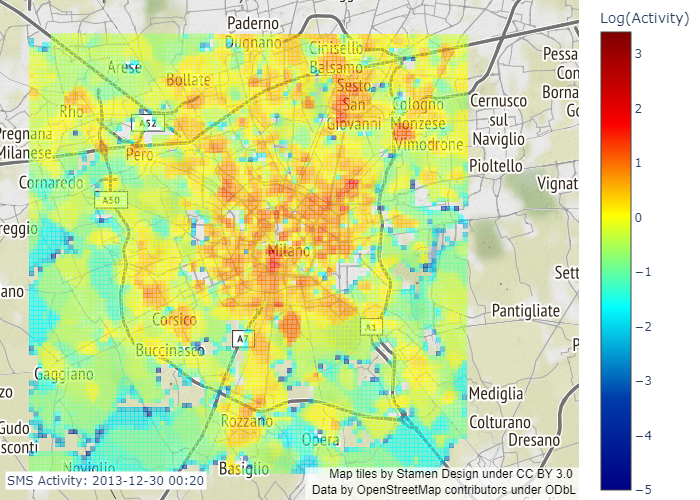 Paderno
Dugnano
Cinisello
Balsamo
Arese
Bollate
Sesto
San
Giovanni
Cologno
Monzese
Vimodrone
Rho
A52
Pero
Pregnana
Milanese
Cornaredo
A50
reggio
ano
Milano
Cernusco
sul
Naviglio
Pioltello
Pessa
Con
Borna
Go
Vignat
Sett
Pantigliate
P
Corsico
A7
A1
Buccinasco
Gaggiano
zo
Gudo
sconti
Rozzano
Opera
Mediglia
Colturano
Dresano
Noviglio
Basiglio
SMS Activity: 2013-12-30 00:20
Map tiles by Stamen Design under CC BY 3.0
Data by OpenStreetMap contributors under ODbL
Log(Activity)
3
2
1
0
−1
−2
−3
−4
−5